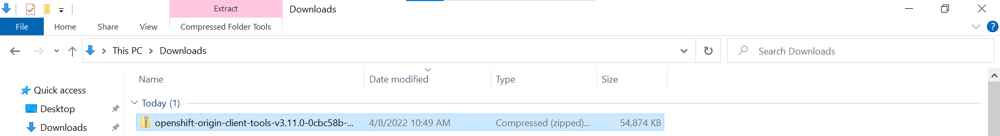 Extract
Downloads
File Home Share View Compressed Folder Tools
This PC Downloads
Search Downloads
Name Date modified Type Size
Quick access
Today (1)
Desktop
openshift-origin-client-tools-v3.11.0-0cbc58b-... 4/8/2022 10:49 AM Compressed (zipped)... 54,874 KB
Downloads